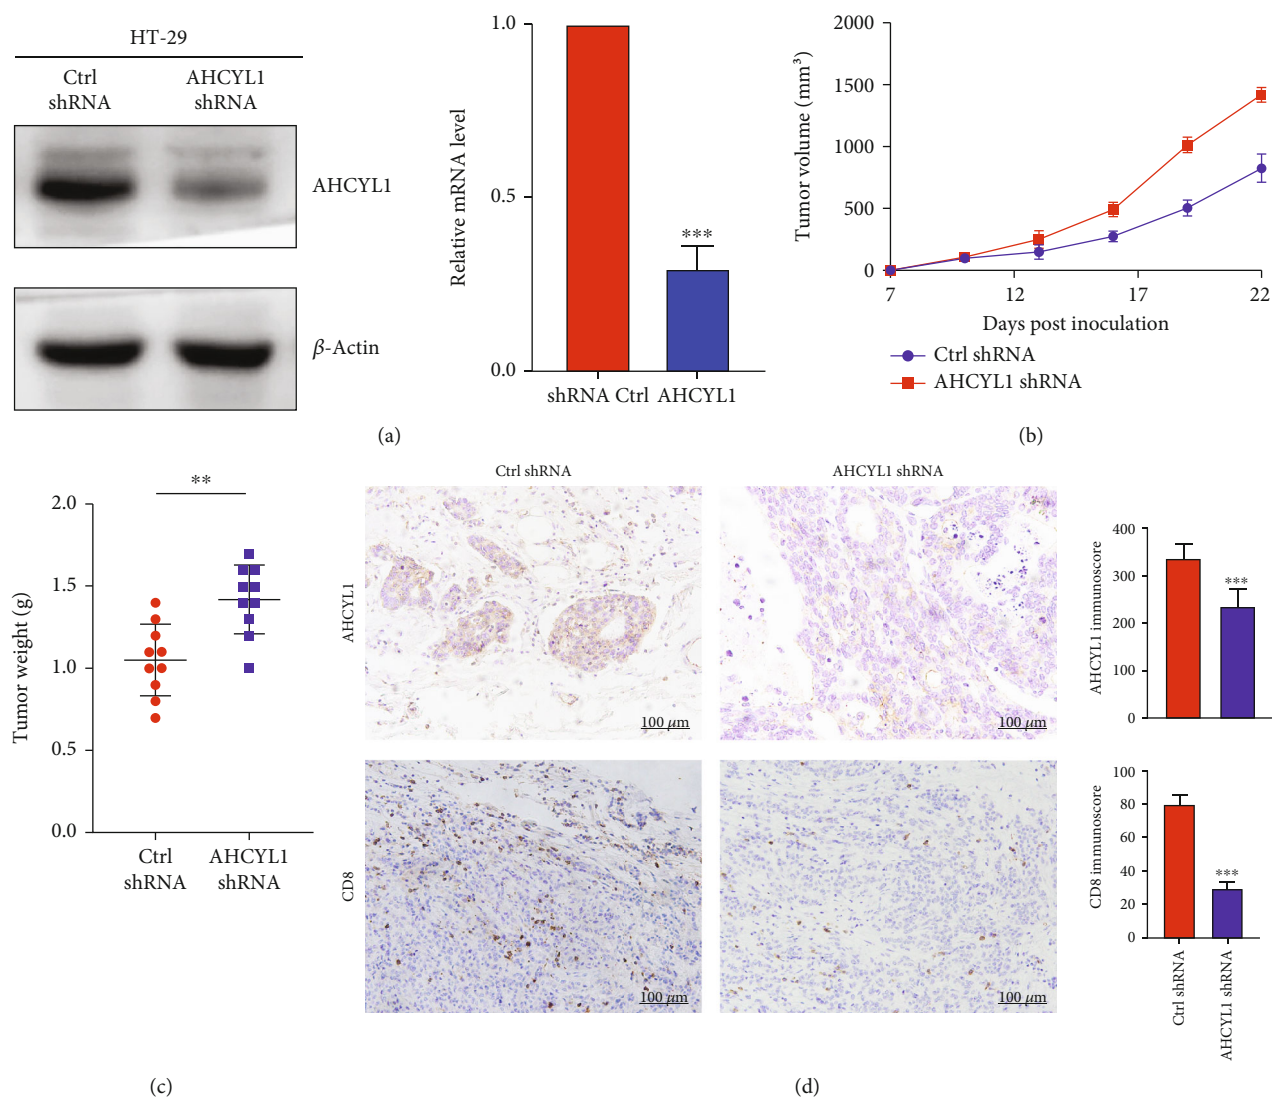 HT-29
Ctrl
shRNA
AHCYL1
shRNA
AHCYL1
β-Actin
Relative mRNA level
1.0
0.5
0.0
***
shRNA Ctrl
AHCYL1
(a)
Tumor volume (mm³)
2000
1500
1000
500
0
7
12
17
22
Days post inoculation
Ctrl shRNA
AHCYL1 shRNA
(b)
Tumor weight (g)
2.0
1.5
1.0
0.5
0.0
**
Ctrl
shRNA
AHCYL1
shRNA
(c)
Ctrl shRNA
AHCYL1 shRNA
AHCYL1
100 μm
100 μm
CD8
100 μm
100 μm
AHCYL1 immunoscore
400
300
200
100
0
***
CD8 immunoscore
100
80
60
40
20
0
***
Ctrl shRNA
AHCYL1 shRNA
(d)